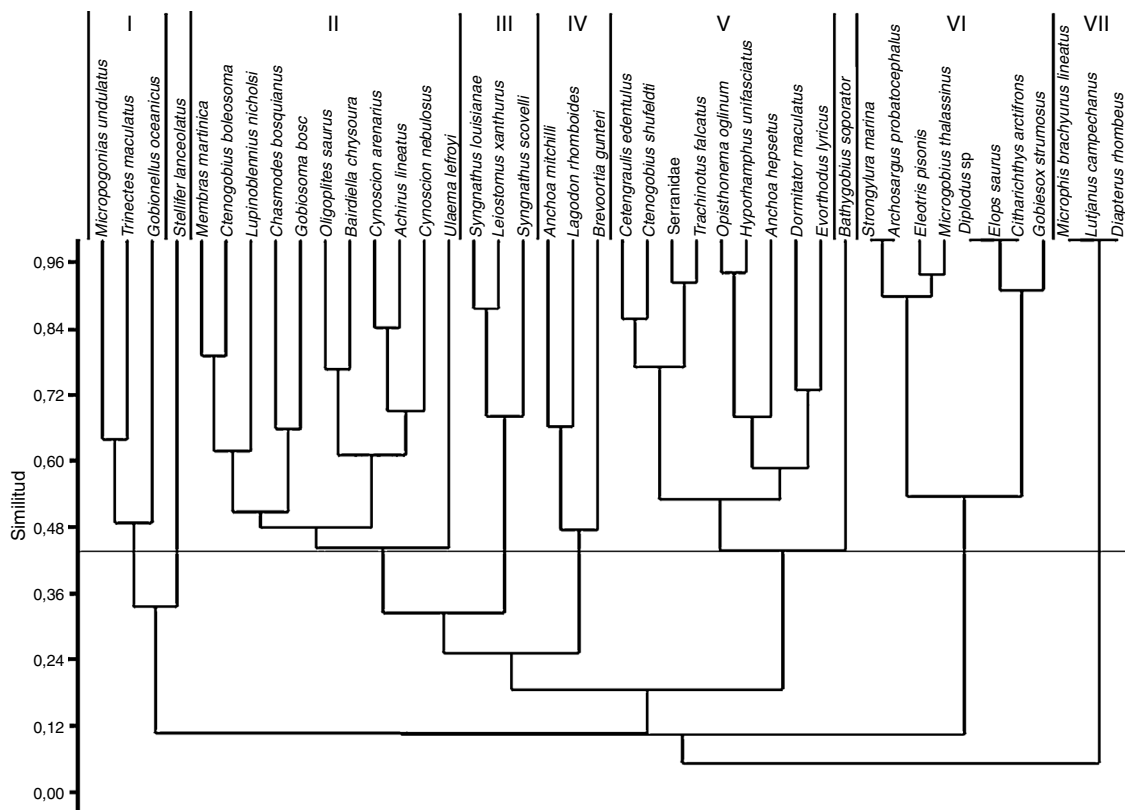 I II III IV V VI VII
Micropogonias undulatus
Trinectes maculatus
Gobionellus oceanicus
Stellifer lanceolatus
Membras martinica
Ctenogobius boleosoma
Lupinoblennius nicholsi
Chasmodes bosquianus
Gobiosoma bosc
Oligoplites saurus
Bairdiella chrysoura
Cynoscion arenarius
Achirus lineatus
Cynoscion nebulosus
Ulaema lefroyi
Syngnathus louisianae
Leiostomus xanthurus
Syngnathus scovelli
Anchoa mitchilli
Lagodon rhomboides
Brevoortia gunteri
Cetengraulis edentulus
Ctenogobius shufeldti
Serranidae
Trachinotus falcatus
Opisthonema oglinum
Hyporhamphus unifasciatus
Anchoa hepsetus
Dormitator maculatus
Evorthodus lyricus
Bathygobius soporator
Strongylura marina
Archosargus probatocephalus
Eleotris pisonis
Microgobius thalassinus
Diplodus sp
Elops saurus
Citharichthys arctifrons
Gobiesox strumosus
Microphis brachyurus lineatus
Lutjanus campechanus
Diapterus rhombeus
Similitud
0,96
0,84
0,72
0,60
0,48
0,36
0,24
0,12
0,00